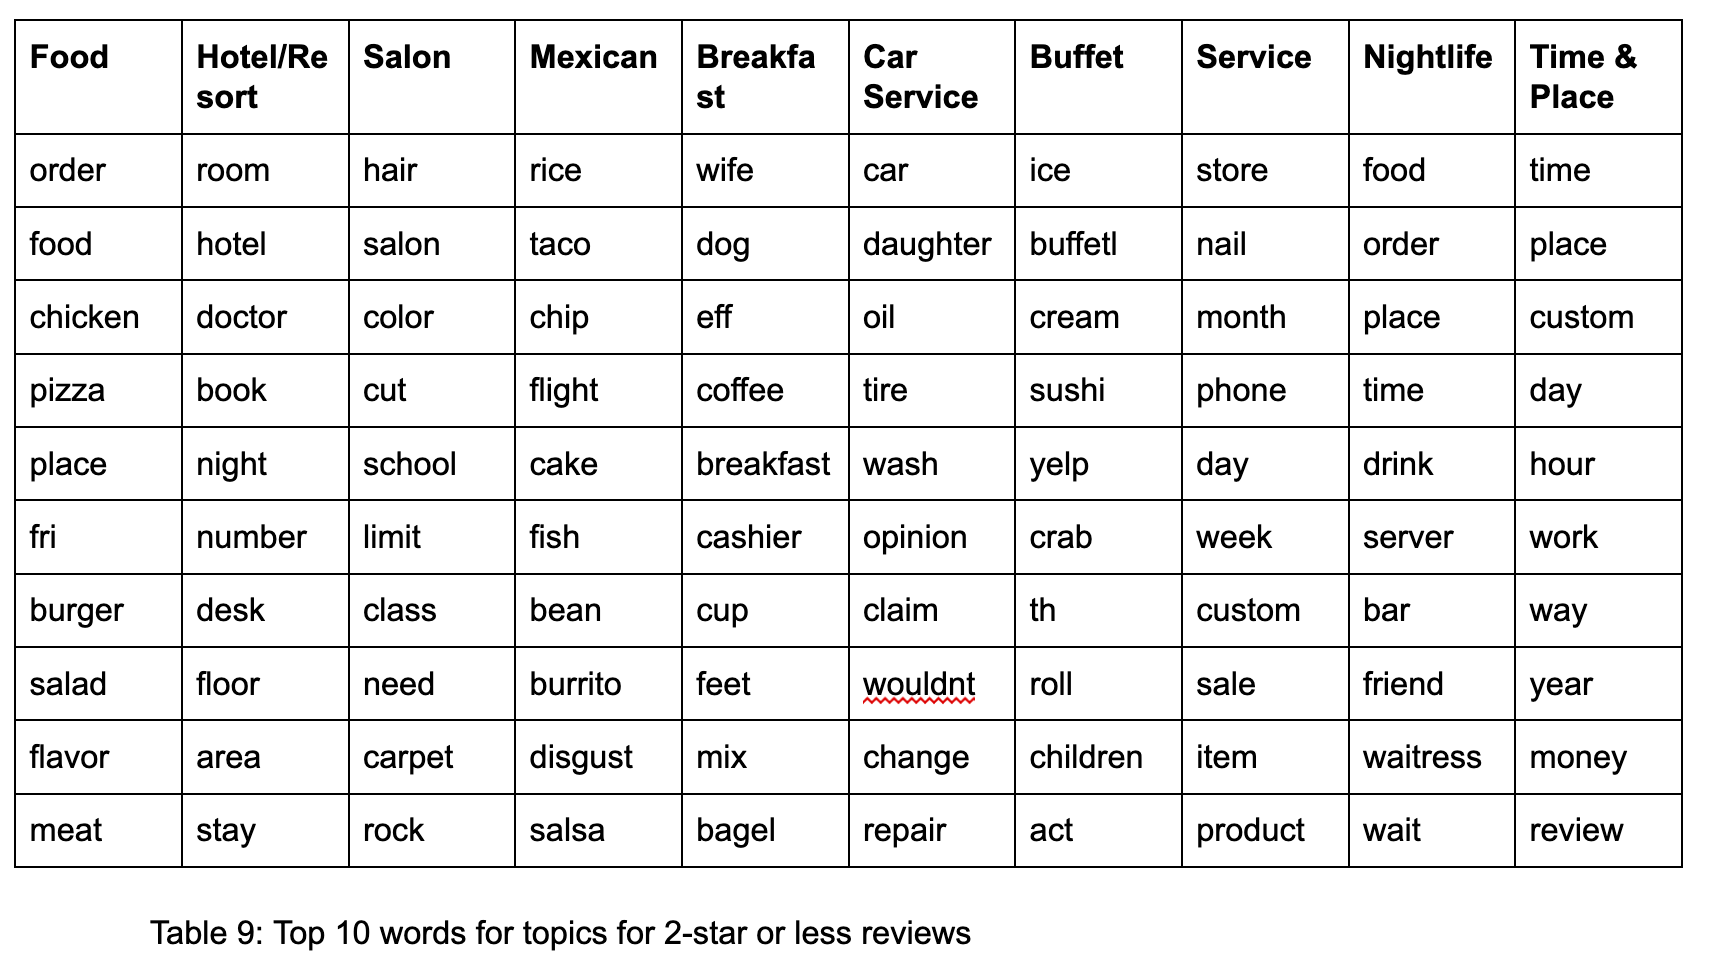 Food Hotel/Re Salon Mexican Breakfa Car Buffet Service Nightlife Time &
sort st Service Place
order room hair rice wife car ice store food time
food hotel salon taco dog daughter buffetl nail order place
chicken doctor color chip eff oil cream month place custom
pizza book cut flight coffee tire sushi phone time day
place night school cake breakfast wash yelp day drink hour
fri number limit fish cashier opinion crab week server work
burger desk class bean cup claim th custom bar way
salad floor need burrito feet wouldnt roll sale friend year
flavor area carpet disgust mix change children item waitress money
meat stay rock salsa bagel repair act product wait review
Table 9: Top 10 words for topics for 2-star or less reviews